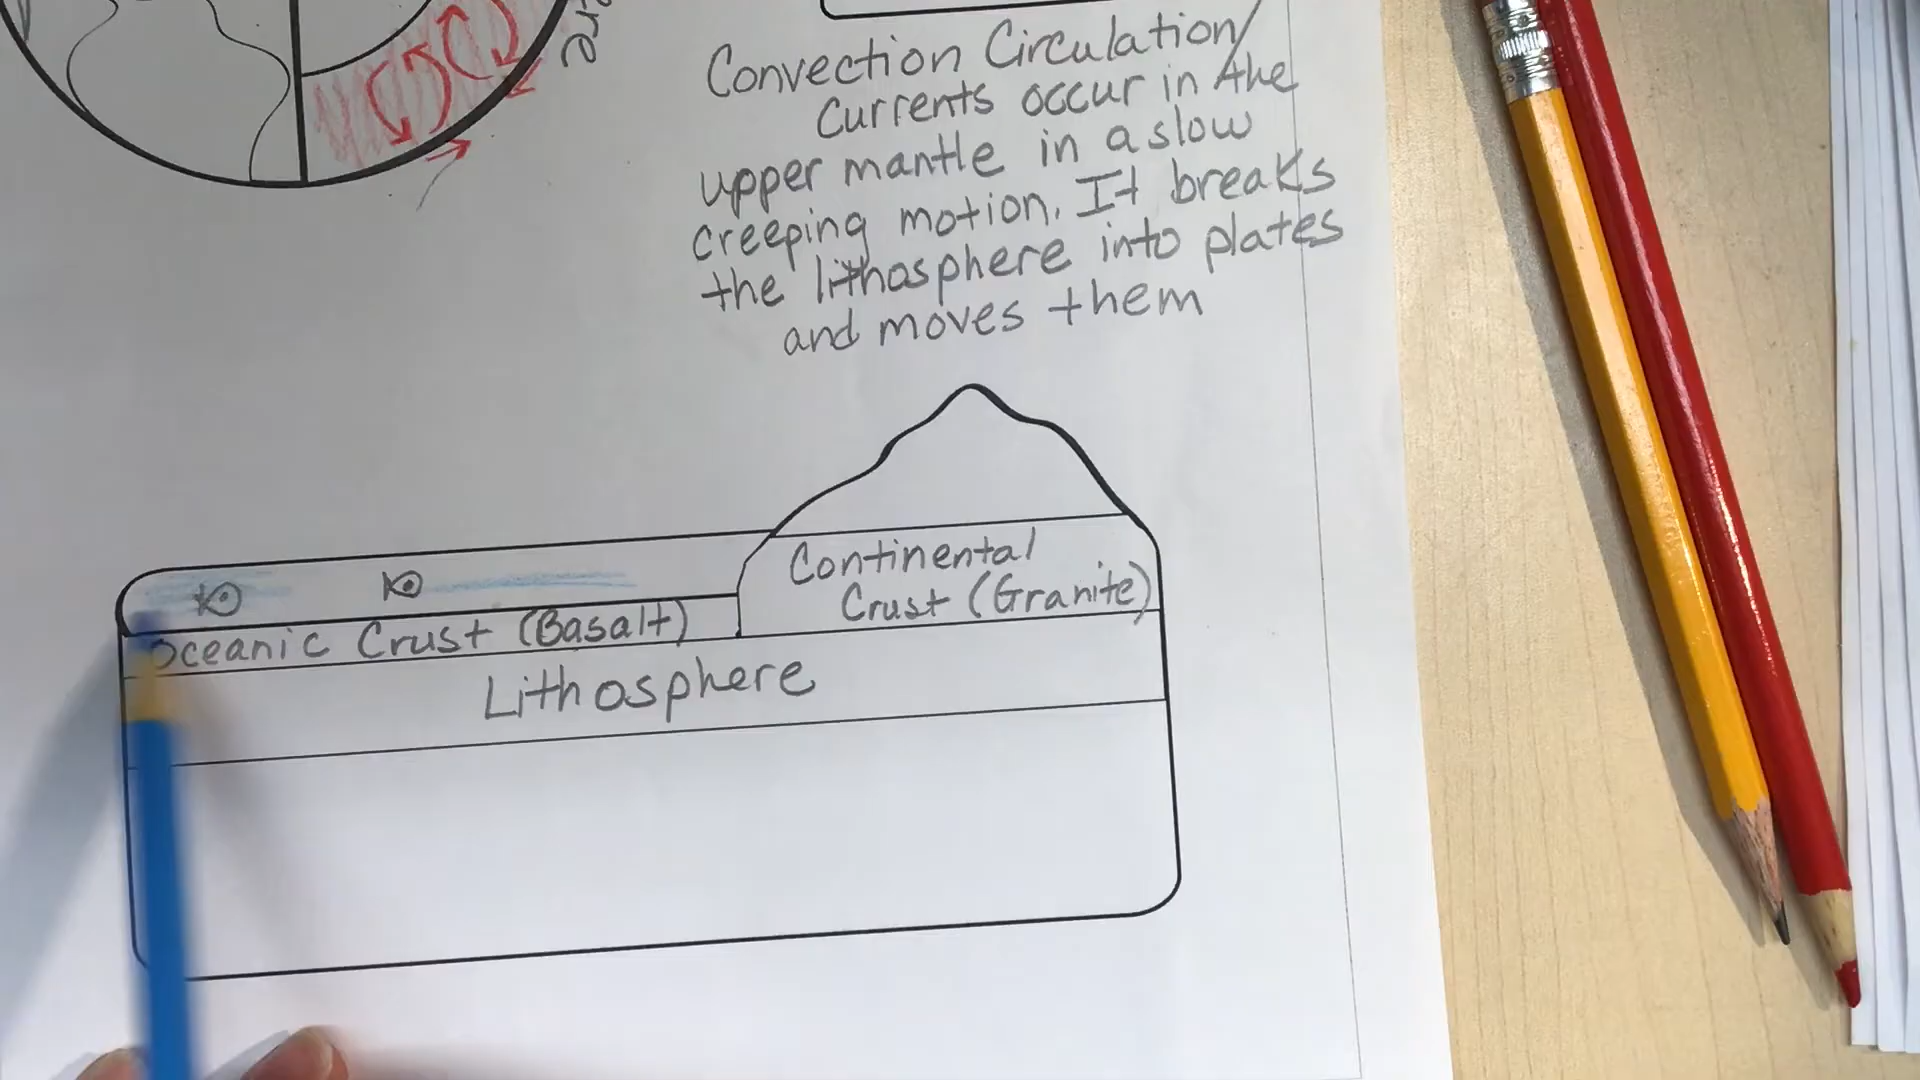 Convection Circulation/
Currents occur in the
upper mantle in a slow
creeping motion. It breaks
the lithosphere into plates
and moves them
Continental
Crust (Granite)
Oceanic Crust (Basalt)
Lithosphere